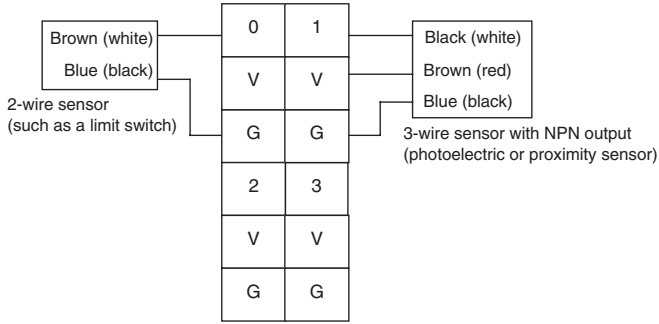 Brown (white)
Blue (black)
2-wire sensor
(such as a limit switch)
0 1
V V
G G
2 3
V V
G G
Black (white)
Brown (red)
Blue (black)
3-wire sensor with NPN output
(photoelectric or proximity sensor)